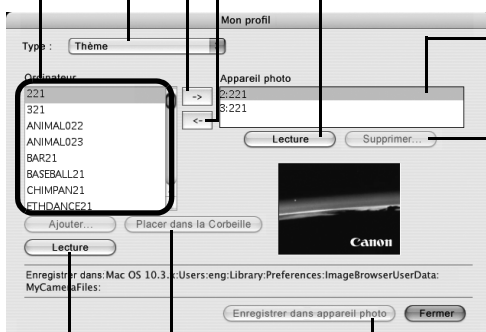 Mon profil
Type : Thème
Ordinateur
Appareil photo
221
321
ANIMAL022
ANIMAL023
BAR21
BASEBALL21
CHIMPAN21
ETHDANCE21
->
<-
2:221
3:221
Lecture
Supprimer...
Ajouter...
Placer dans la Corbeille
Lecture
Canon
Enregistrer dans:Mac OS 10.3.x:Users:eng:Library:Preferences:ImageBrowserUserData:
MyCameraFiles:
Enregistrer dans appareil photo
Fermer